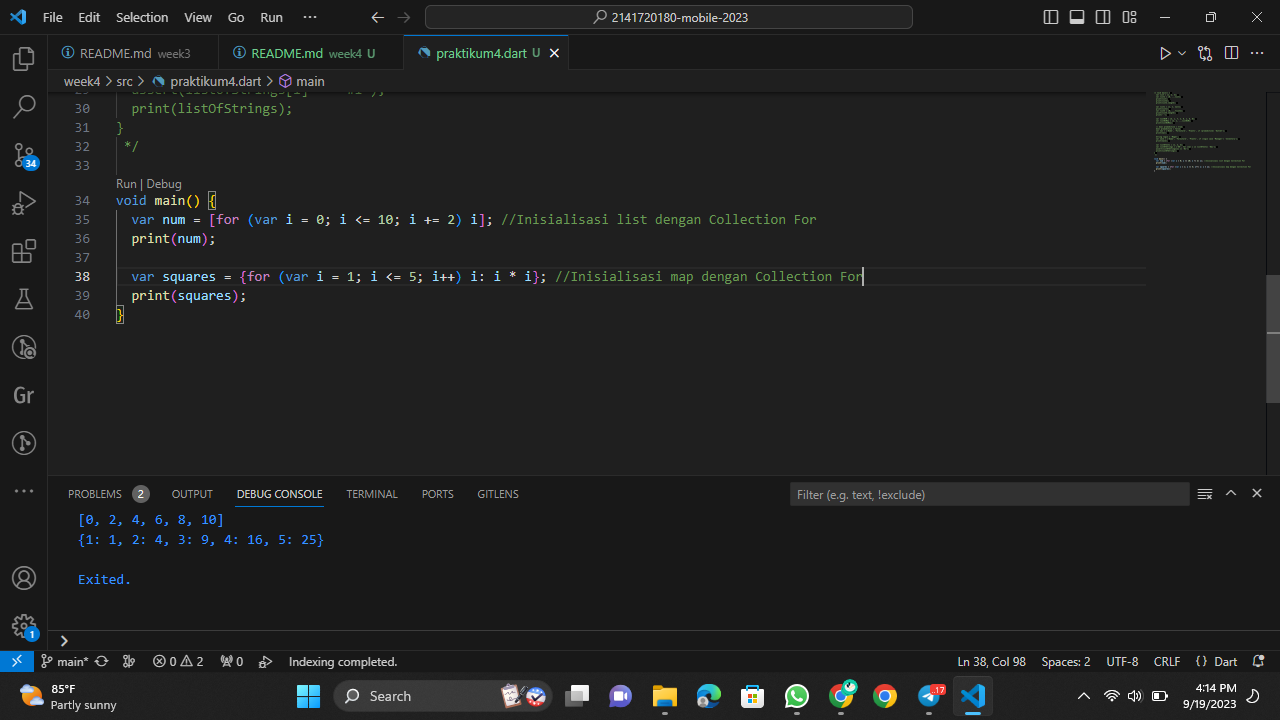 File Edit Selection View Go Run ··· 2141720180-mobile-2023
README.md week3 README.md week4 U praktikum4.dart U
week4 > src > praktikum4.dart > main
30 print(listOfStrings);
31 }
32 */
33
Run | Debug
34 void main() {
35 var num = [for (var i = 0; i <= 10; i += 2) i]; //Inisialisasi list dengan Collection For
36 print(num);
37
38 var squares = {for (var i = 1; i <= 5; i++) i: i * i}; //Inisialisasi map dengan Collection For
39 print(squares);
40 }
34
Gr
1
PROBLEMS 2 OUTPUT DEBUG CONSOLE TERMINAL PORTS GITLENS Filter (e.g. text, !exclude)
[0, 2, 4, 6, 8, 10]
{1: 1, 2: 4, 3: 9, 4: 16, 5: 25}
Exited.
main* 0 2 0 Indexing completed. Ln 38, Col 98 Spaces: 2 UTF-8 CRLF {} Dart
85°F
Partly sunny
Search
..17
4:14 PM
9/19/2023